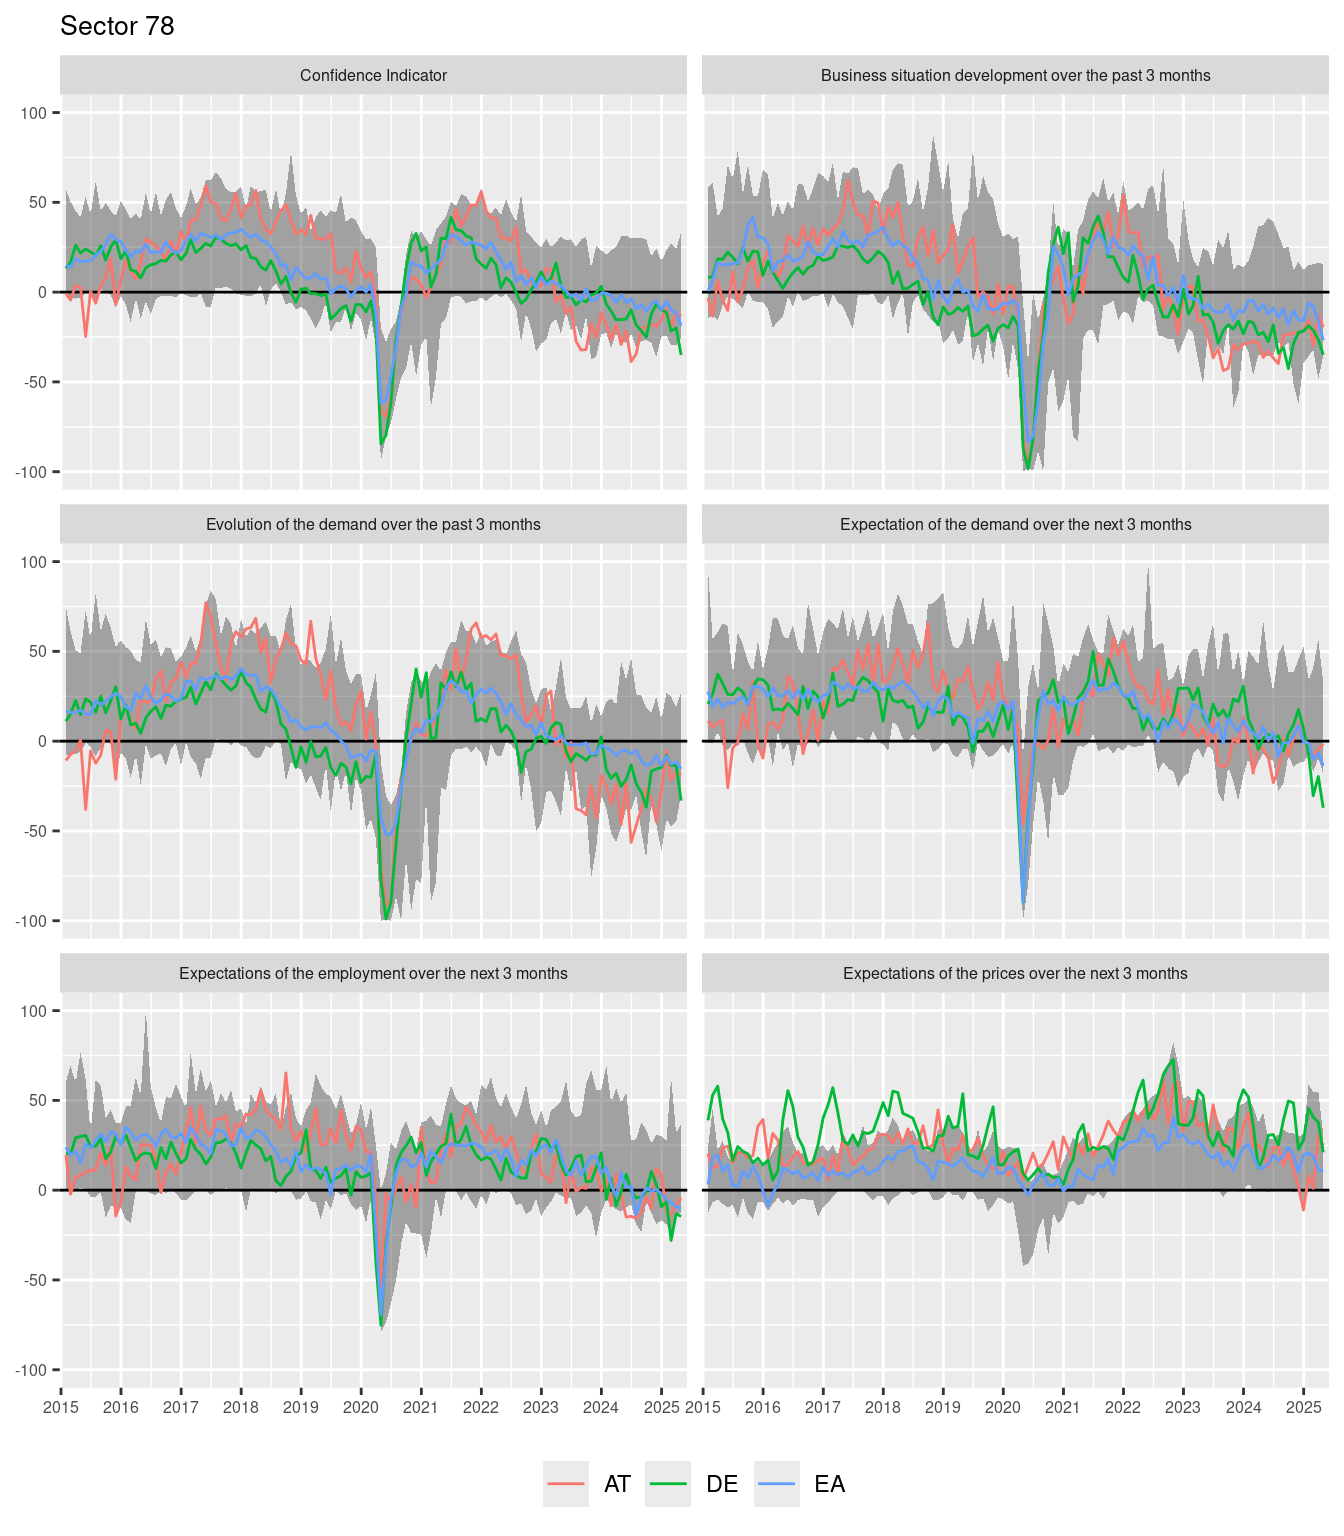 Sector 78
Confidence Indicator
Business situation development over the past 3 months
100
50
0
-50
-100
Evolution of the demand over the past 3 months
Expectation of the demand over the next 3 months
100
50
0
-50
-100
Expectations of the employment over the next 3 months
Expectations of the prices over the next 3 months
100
50
0
-50
-100
2015 2016 2017 2018 2019 2020 2021 2022 2023 2024 2025
2015 2016 2017 2018 2019 2020 2021 2022 2023 2024 2025
AT DE EA